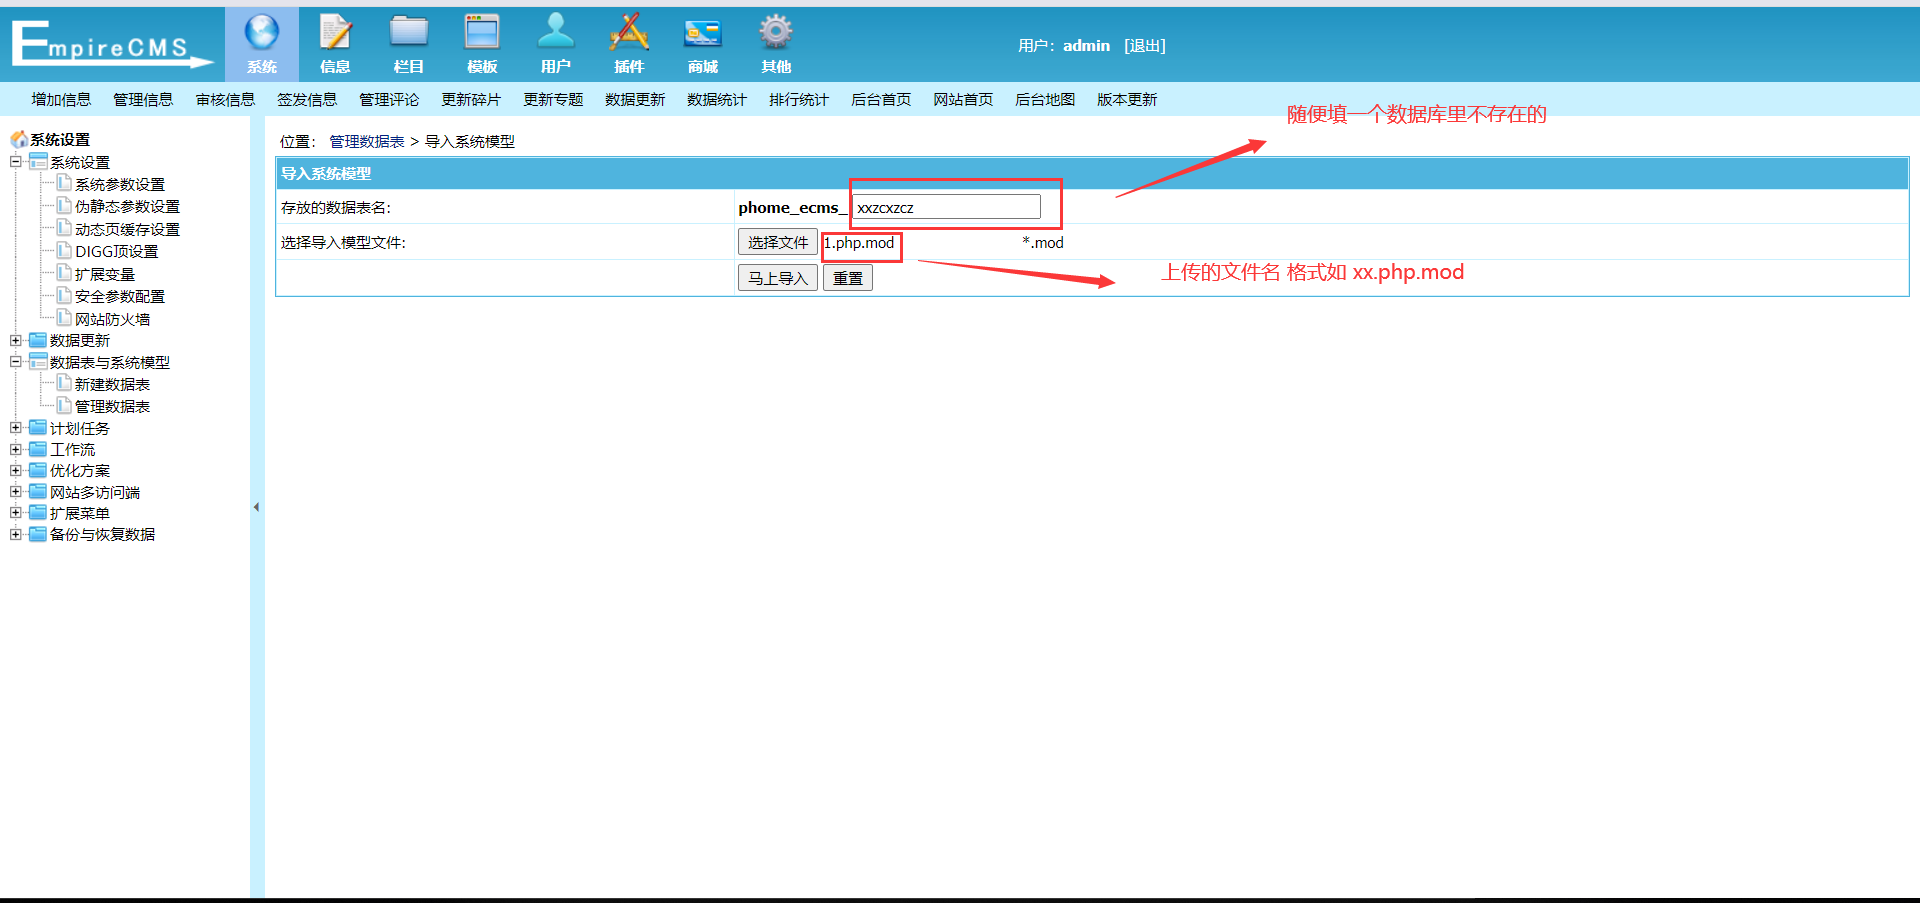 EmpireCMS
系统 信息 栏目 模板 用户 插件 商城 其他
用户：admin [退出]
增加信息 管理信息 审核信息 签发信息 管理评论 更新碎片 更新专题 数据更新 数据统计 排行统计 后台首页 网站首页 后台地图 版本更新
系统设置
系统设置
系统参数设置
伪静态参数设置
动态页缓存设置
DIGG顶设置
扩展变量
安全参数配置
网站防火墙
数据更新
数据表与系统模型
新建数据表
管理数据表
计划任务
工作流
优化方案
网站多访问端
扩展菜单
备份与恢复数据
位置： 管理数据表 > 导入系统模型
随便填一个数据库里不存在的
导入系统模型
存放的数据表名: phome_ecms_ xxzcxzcz
选择导入模型文件: 选择文件 1.php.mod *.mod
马上导入 重置
上传的文件名 格式如 xx.php.mod